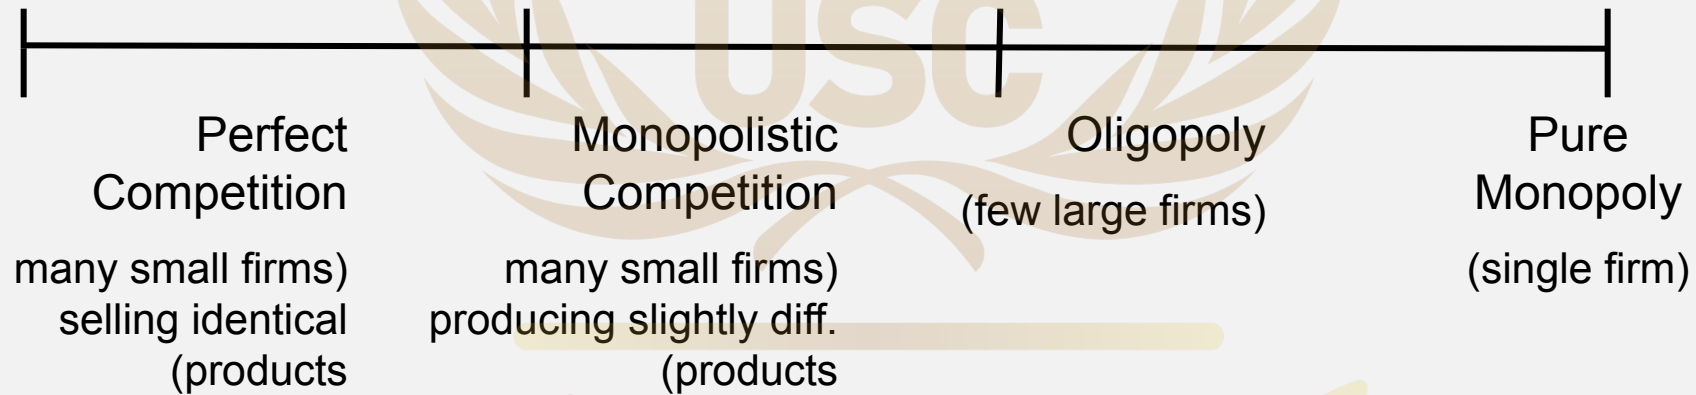 USC
Perfect
Competition
many small firms)
selling identical
(products
Monopolistic
Competition
many small firms)
producing slightly diff.
(products
Oligopoly
(few large firms)
Pure
Monopoly
(single firm)